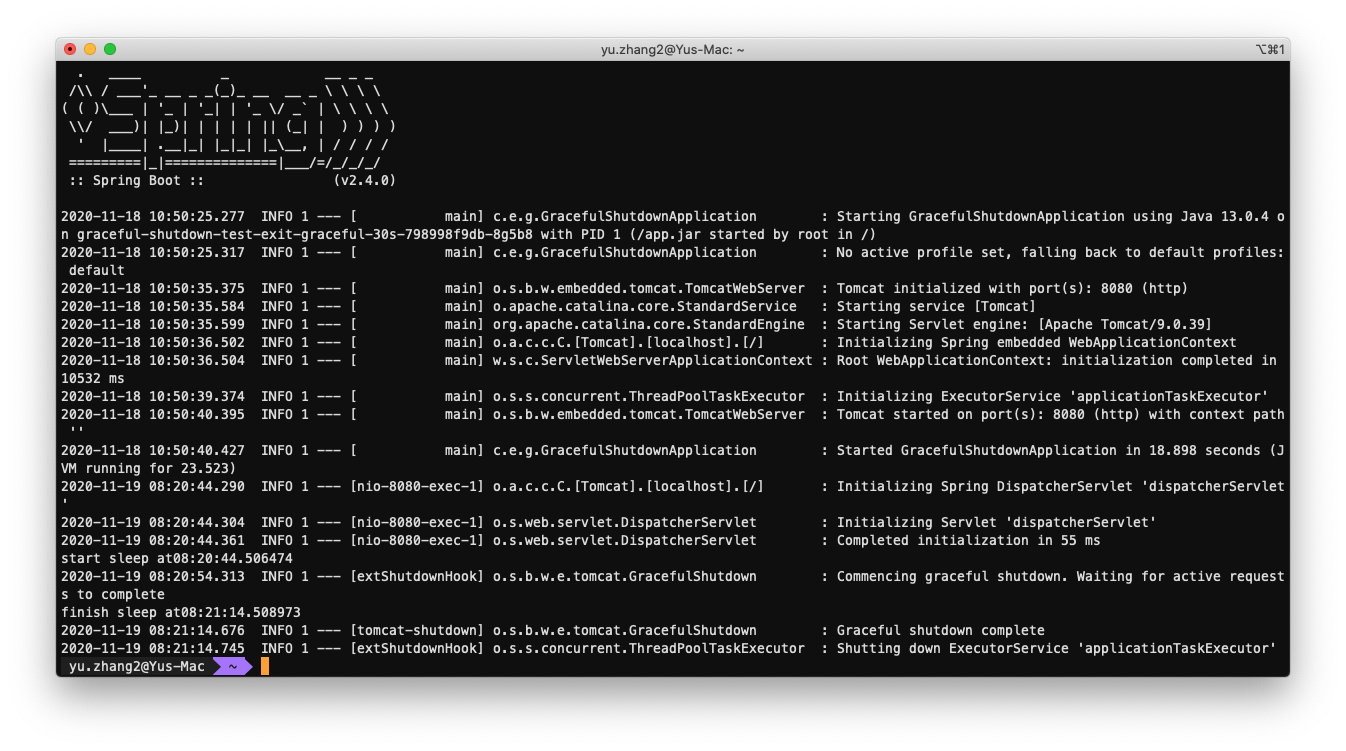 yu.zhang2@Yus-Mac: ~
⌥⌘1
  .   ____          _            __ _ _
 /\\ / ___'_ __ _ _(_)_ __  __ _ \ \ \ \
( ( )\___ | '_ | '_| | '_ \/ _` | \ \ \ \
 \\/  ___)| |_)| | | | | || (_| |  ) ) ) )
  '  |____| .__|_| |_|_| |_\__, | / / / /
 =========|_|==============|___/=/_/_/_/
 :: Spring Boot ::                (v2.4.0)
2020-11-18 10:50:25.277  INFO 1 --- [           main] c.e.g.GracefulShutdownApplication        : Starting GracefulShutdownApplication using Java 13.0.4 o
n graceful-shutdown-test-exit-graceful-30s-798998f9db-8g5b8 with PID 1 (/app.jar started by root in /)
2020-11-18 10:50:25.317  INFO 1 --- [           main] c.e.g.GracefulShutdownApplication        : No active profile set, falling back to default profiles:
 default
2020-11-18 10:50:35.375  INFO 1 --- [           main] o.s.b.w.embedded.tomcat.TomcatWebServer  : Tomcat initialized with port(s): 8080 (http)
2020-11-18 10:50:35.584  INFO 1 --- [           main] o.apache.catalina.core.StandardService   : Starting service [Tomcat]
2020-11-18 10:50:35.599  INFO 1 --- [           main] org.apache.catalina.core.StandardEngine  : Starting Servlet engine: [Apache Tomcat/9.0.39]
2020-11-18 10:50:36.502  INFO 1 --- [           main] o.a.c.c.C.[Tomcat].[localhost].[/]       : Initializing Spring embedded WebApplicationContext
2020-11-18 10:50:36.504  INFO 1 --- [           main] w.s.c.ServletWebServerApplicationContext : Root WebApplicationContext: initialization completed in
10532 ms
2020-11-18 10:50:39.374  INFO 1 --- [           main] o.s.s.concurrent.ThreadPoolTaskExecutor  : Initializing ExecutorService 'applicationTaskExecutor'
2020-11-18 10:50:40.395  INFO 1 --- [           main] o.s.b.w.embedded.tomcat.TomcatWebServer  : Tomcat started on port(s): 8080 (http) with context path
 ''
2020-11-18 10:50:40.427  INFO 1 --- [           main] c.e.g.GracefulShutdownApplication        : Started GracefulShutdownApplication in 18.898 seconds (J
VM running for 23.523)
2020-11-19 08:20:44.290  INFO 1 --- [nio-8080-exec-1] o.a.c.c.C.[Tomcat].[localhost].[/]       : Initializing Spring DispatcherServlet 'dispatcherServlet
'
2020-11-19 08:20:44.304  INFO 1 --- [nio-8080-exec-1] o.s.web.servlet.DispatcherServlet        : Initializing Servlet 'dispatcherServlet'
2020-11-19 08:20:44.361  INFO 1 --- [nio-8080-exec-1] o.s.web.servlet.DispatcherServlet        : Completed initialization in 55 ms
start sleep at08:20:44.506474
2020-11-19 08:20:54.313  INFO 1 --- [extShutdownHook] o.s.b.w.e.tomcat.GracefulShutdown        : Commencing graceful shutdown. Waiting for active request
s to complete
finish sleep at08:21:14.508973
2020-11-19 08:21:14.676  INFO 1 --- [tomcat-shutdown] o.s.b.w.e.tomcat.GracefulShutdown        : Graceful shutdown complete
2020-11-19 08:21:14.745  INFO 1 --- [extShutdownHook] o.s.s.concurrent.ThreadPoolTaskExecutor  : Shutting down ExecutorService 'applicationTaskExecutor'
yu.zhang2@Yus-Mac ~